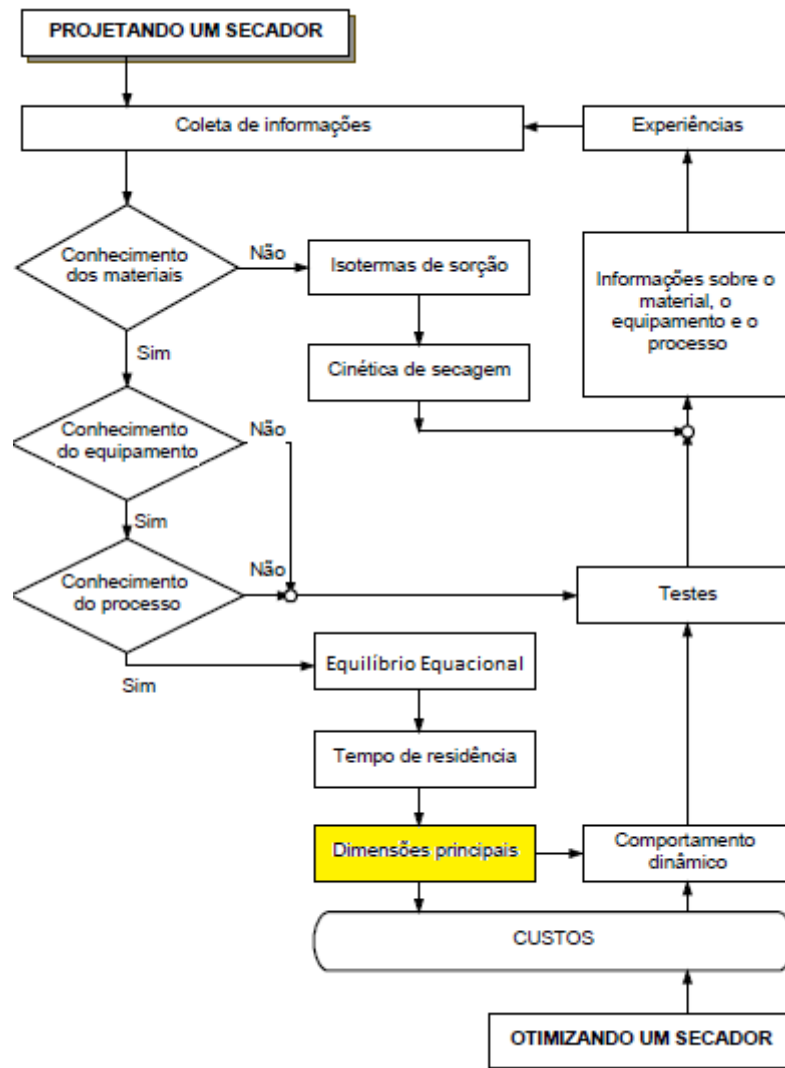 PROJETANDO UM SECADOR
Coleta de informações
Experiências
Conhecimento
dos materiais
Não
Isotermas de sorção
Informações sobre o
material, o
equipamento e o
processo
Sim
Cinética de secagem
Conhecimento
do equipamento
Não
Sim
Conhecimento
do processo
Não
Testes
Sim
Equilíbrio Equacional
Tempo de residência
Dimensões principais
Comportamento
dinâmico
CUSTOS
OTIMIZANDO UM SECADOR